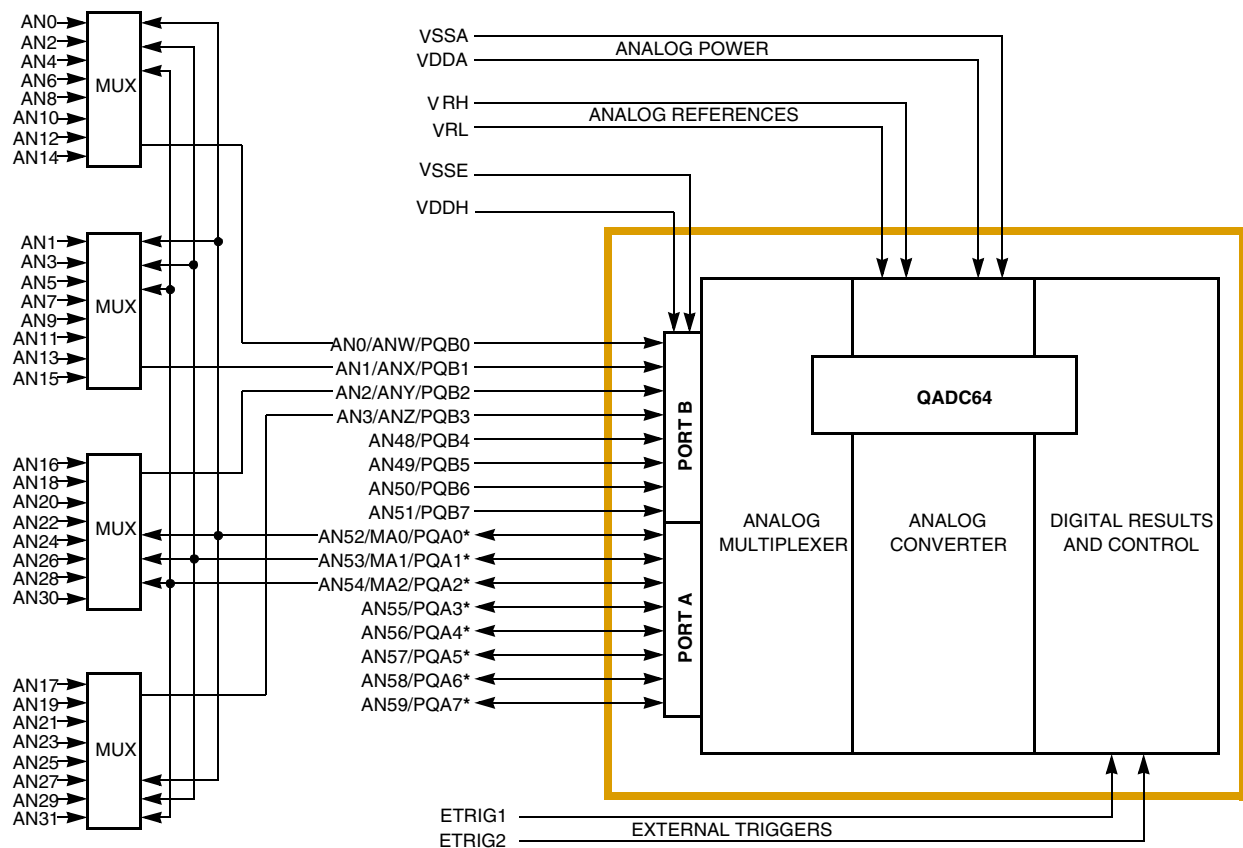 AN0
AN2
AN4
AN6
AN8
AN10
AN12
AN14
MUX
AN1
AN3
AN5
AN7
AN9
AN11
AN13
AN15
MUX
AN16
AN18
AN20
AN22
AN24
AN26
AN28
AN30
MUX
AN17
AN19
AN21
AN23
AN25
AN27
AN29
AN31
MUX
VSSA
VDDA
ANALOG POWER
VRH
VRL
ANALOG REFERENCES
VSSE
VDDH
AN0/ANW/PQB0
AN1/ANX/PQB1
AN2/ANY/PQB2
AN3/ANZ/PQB3
AN48/PQB4
AN49/PQB5
AN50/PQB6
AN51/PQB7
AN52/MA0/PQA0*
AN53/MA1/PQA1*
AN54/MA2/PQA2*
AN55/PQA3*
AN56/PQA4*
AN57/PQA5*
AN58/PQA6*
AN59/PQA7*
PORT B
PORT A
QADC64
ANALOG
MULTIPLEXER
ANALOG
CONVERTER
DIGITAL RESULTS
AND CONTROL
ETRIG1
ETRIG2
EXTERNAL TRIGGERS